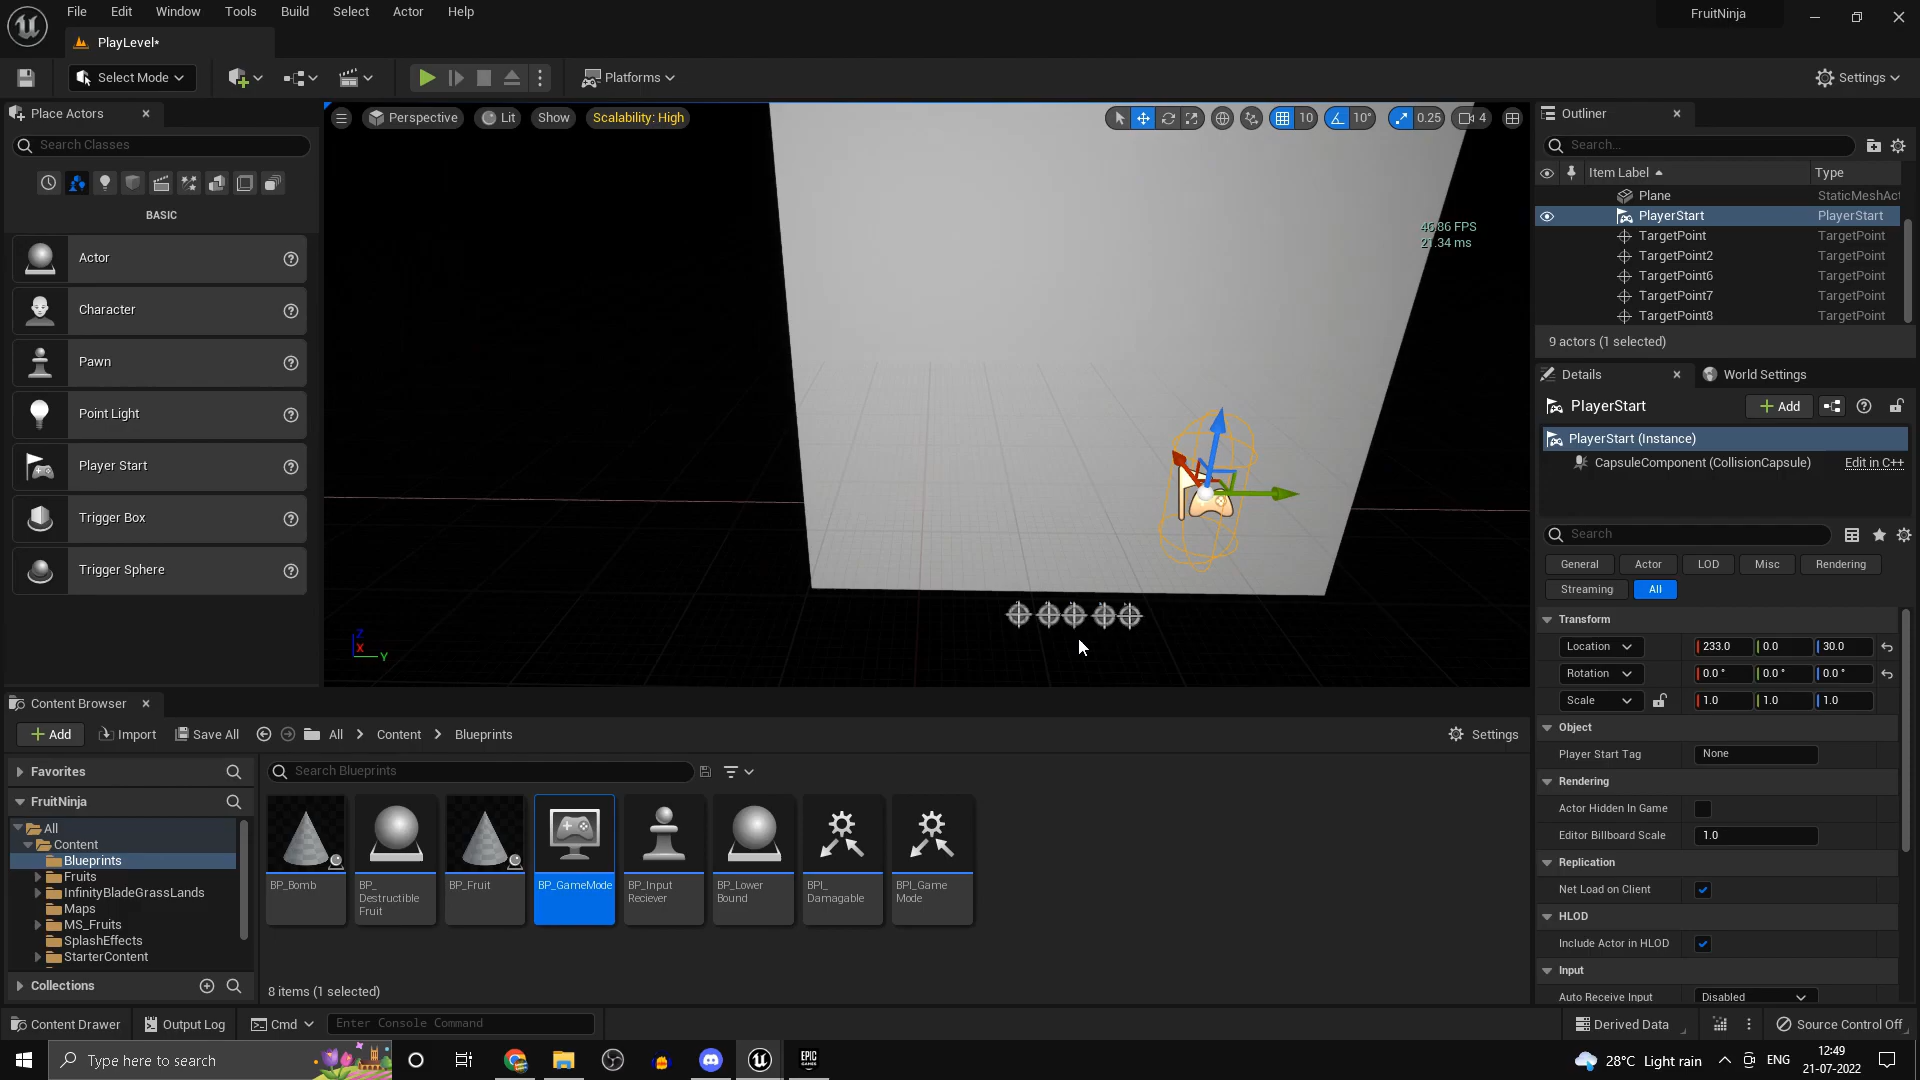 File Edit Window Tools Build Select Actor Help
FruitNinja
PlayLevel*
Select Mode
Platforms
Settings
Place Actors
Search Classes
BASIC
Actor
Character
Pawn
Point Light
Player Start
Trigger Box
Trigger Sphere
Perspective Lit Show Scalability: High
10 10° 0.25 4
FPS
21.34 ms
Z
X
Y
Outliner
Search...
Item Label Type
Plane StaticMeshAct
PlayerStart PlayerStart
TargetPoint TargetPoint
TargetPoint2 TargetPoint
TargetPoint6 TargetPoint
TargetPoint7 TargetPoint
TargetPoint8 TargetPoint
9 actors (1 selected)
Details World Settings
PlayerStart Add
PlayerStart (Instance)
CapsuleComponent (CollisionCapsule) Edit in C++
Search
General Actor LOD Misc Rendering
Streaming All
Transform
Location 233.0 0.0 30.0
Rotation 0.0° 0.0° 0.0°
Scale 1.0 1.0 1.0
Object
Player Start Tag None
Rendering
Actor Hidden In Game
Editor Billboard Scale 1.0
Replication
Net Load on Client
HLOD
Include Actor in HLOD
Input
Auto Receive Input Disabled
Content Browser
Add Import Save All All Content Blueprints
Settings
Favorites
FruitNinja
All
Content
Blueprints
Fruits
InfinityBladeGrassLands
Maps
MS_Fruits
SplashEffects
StarterContent
Collections
Search Blueprints
BP_Bomb
BP_
Destructible
Fruit
BP_Fruit
BP_GameMode
BP_Input
Reciever
BP_Lower
Bound
BPI_
Damagable
BPI_Game
Mode
8 items (1 selected)
Content Drawer Output Log Cmd Enter Console Command
Derived Data Source Control Off
Type here to search
EPIC
GAMES
28°C Light rain
ENG
12:49
21-07-2022